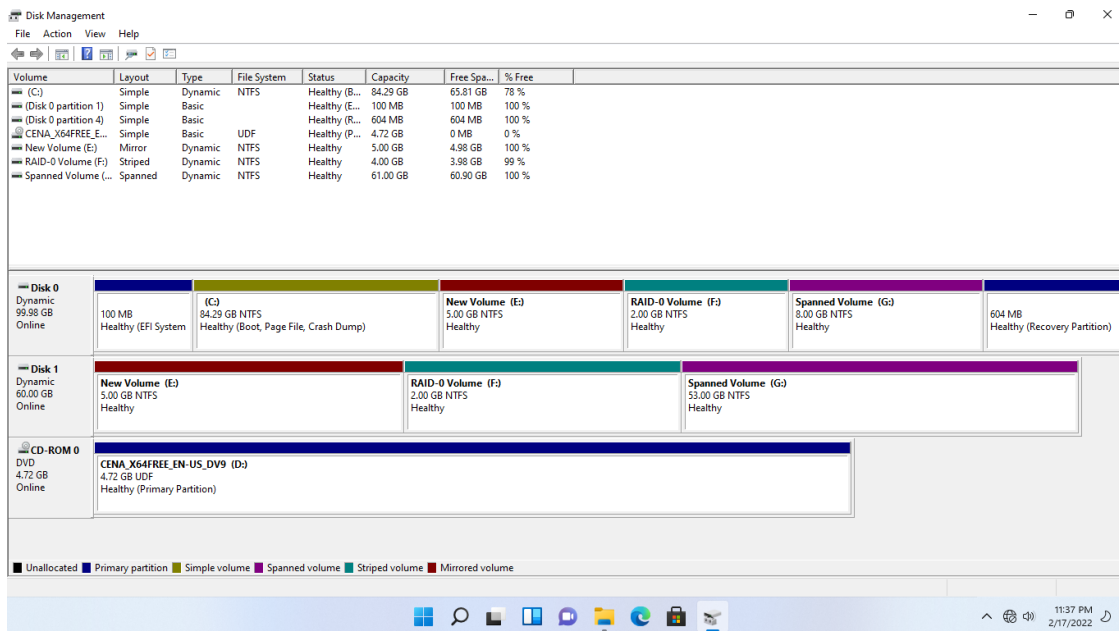 Disk Management
File Action View Help
Volume Layout Type File System Status Capacity Free Spa... % Free
(C:) Simple Dynamic NTFS Healthy (B... 84.29 GB 65.81 GB 78 %
(Disk 0 partition 1) Simple Basic Healthy (E... 100 MB 100 MB 100 %
(Disk 0 partition 4) Simple Basic Healthy (R... 604 MB 604 MB 100 %
CENA_X64FREE_E... Simple Basic UDF Healthy (P... 4.72 GB 0 MB 0 %
New Volume (E:) Mirror Dynamic NTFS Healthy 5.00 GB 4.98 GB 100 %
RAID-0 Volume (F:) Striped Dynamic NTFS Healthy 4.00 GB 3.98 GB 99 %
Spanned Volume (... Spanned Dynamic NTFS Healthy 61.00 GB 60.90 GB 100 %
Disk 0
Dynamic
99.98 GB
Online
100 MB
Healthy (EFI System
(C:)
84.29 GB NTFS
Healthy (Boot, Page File, Crash Dump)
New Volume (E:)
5.00 GB NTFS
Healthy
RAID-0 Volume (F:)
2.00 GB NTFS
Healthy
Spanned Volume (G:)
8.00 GB NTFS
Healthy
604 MB
Healthy (Recovery Partition)
Disk 1
Dynamic
60.00 GB
Online
New Volume (E:)
5.00 GB NTFS
Healthy
RAID-0 Volume (F:)
2.00 GB NTFS
Healthy
Spanned Volume (G:)
53.00 GB NTFS
Healthy
CD-ROM 0
DVD
4.72 GB
Online
CENA_X64FREE_EN-US_DV9 (D:)
4.72 GB UDF
Healthy (Primary Partition)
Unallocated Primary partition Simple volume Spanned volume Striped volume Mirrored volume
11:37 PM
2/17/2022